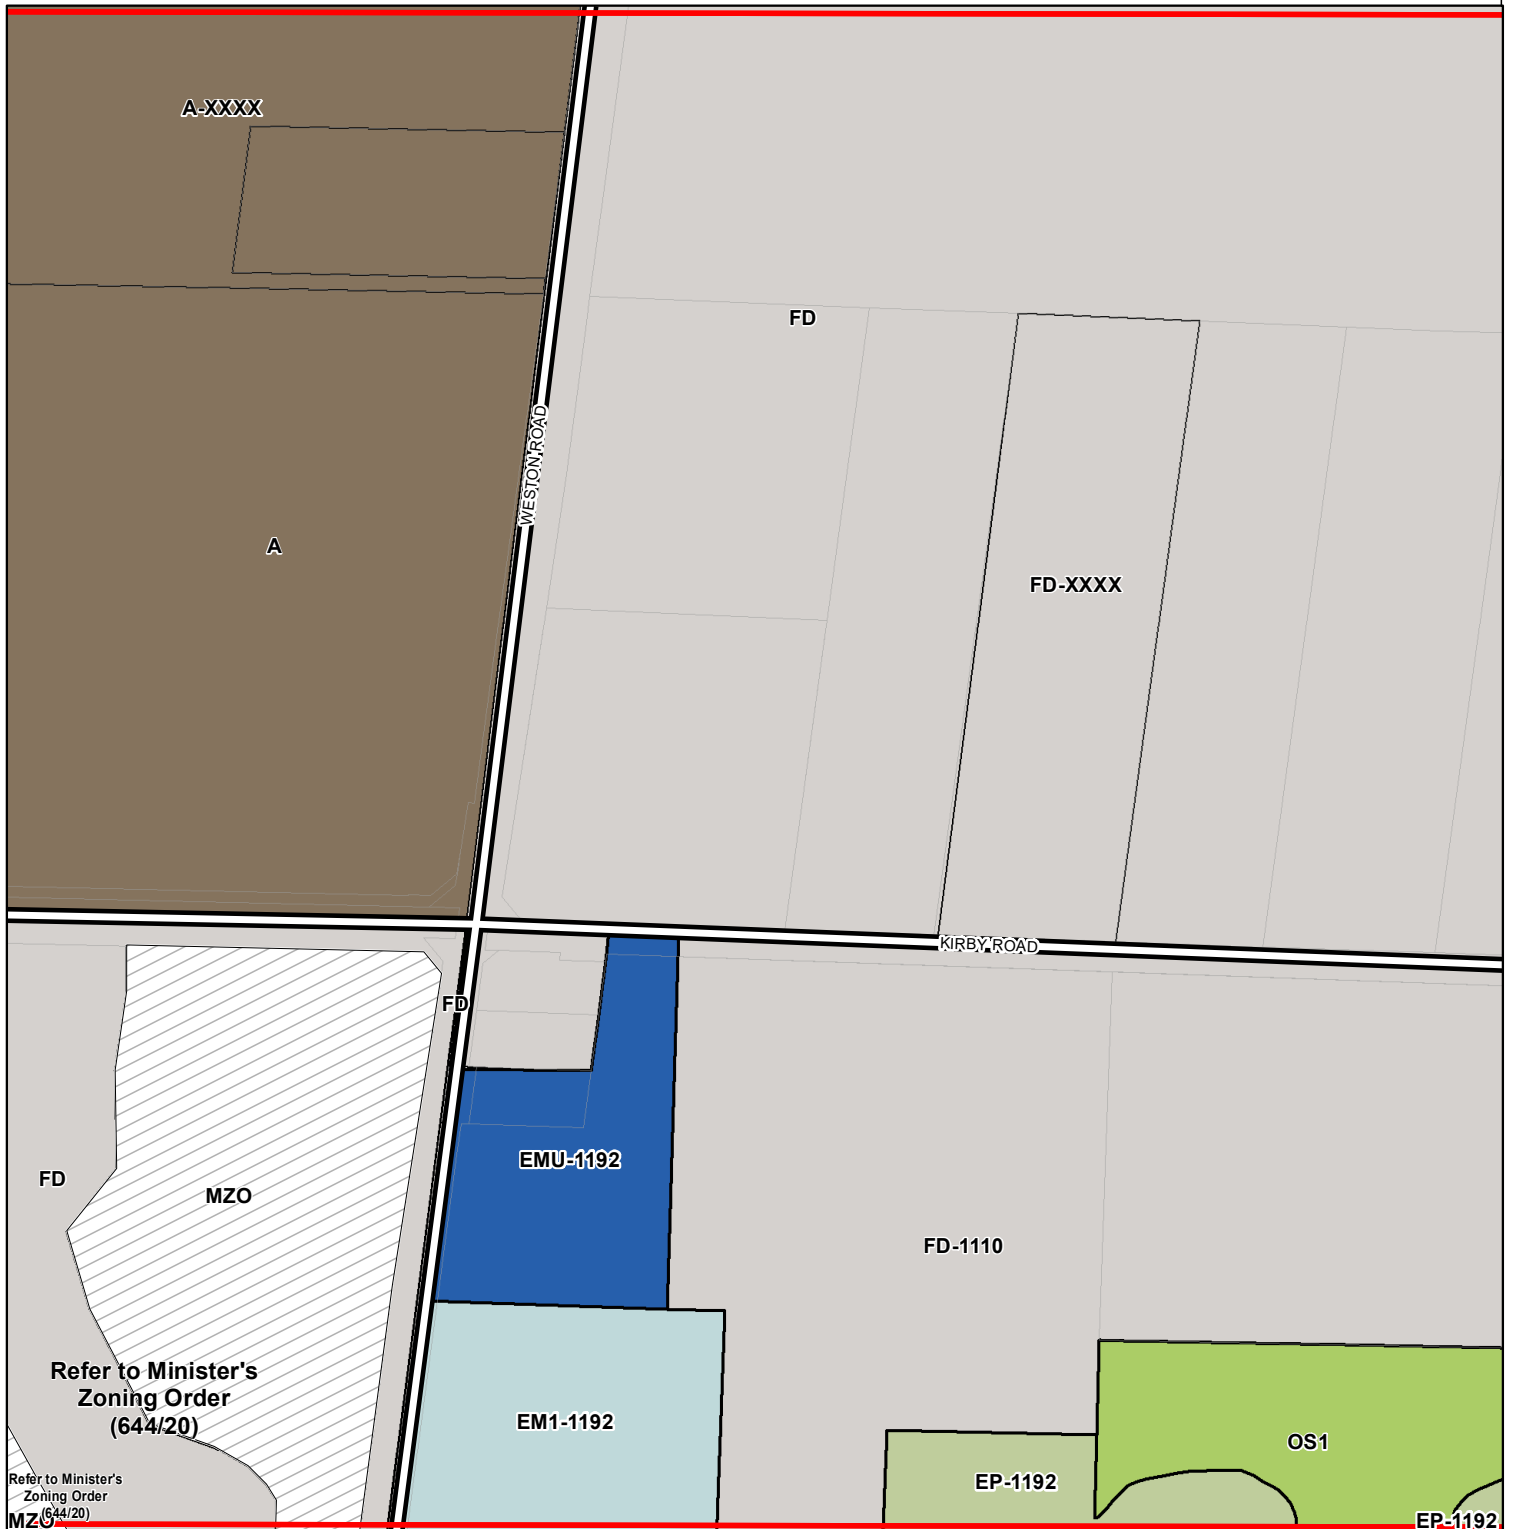 A-XXXX
FD
WESTON ROAD
A
FD-XXXX
KIRBY ROAD
FD
EMU-1192
FD
MZO
FD-1110
Refer to Minister's
Zoning Order
(644/20)
EM1-1192
OS1
EP-1192
Refer to Minister's
Zoning Order
(644/20)
MZO
EP-1192